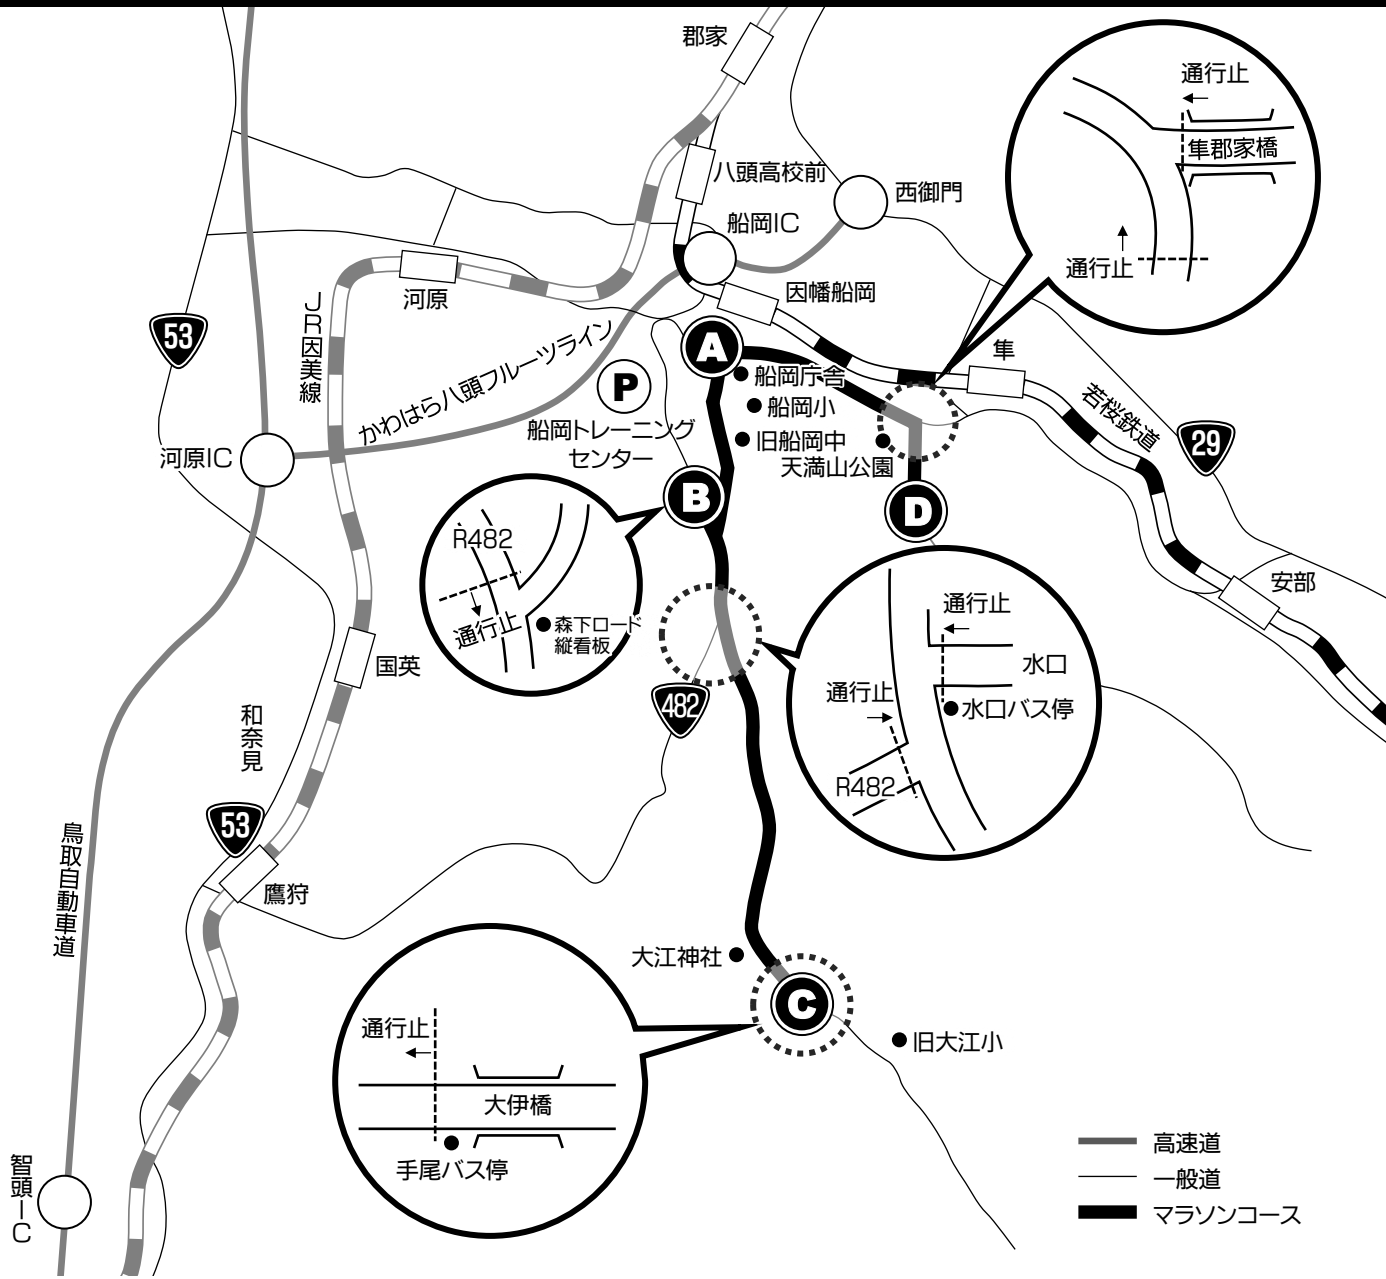 郡家
通行止
隼郡家橋
通行止
八頭高校前
西御門
船岡IC
因幡船岡
河原
JR因美線
53
かわはら八頭フルーツライン
A
隼
船岡庁舎
P
船岡小
若桜鉄道
船岡トレーニング
センター
旧船岡中
天満山公園
29
河原IC
B
D
R482
通行止
森下ロード
縦看板
安部
通行止
水口
水口バス停
通行止
R482
国英
482
和奈見
53
鳥取自動車道
鷹狩
大江神社
C
旧大江小
通行止
大伊橋
手尾バス停
智頭IC
高速道
一般道
マラソンコース